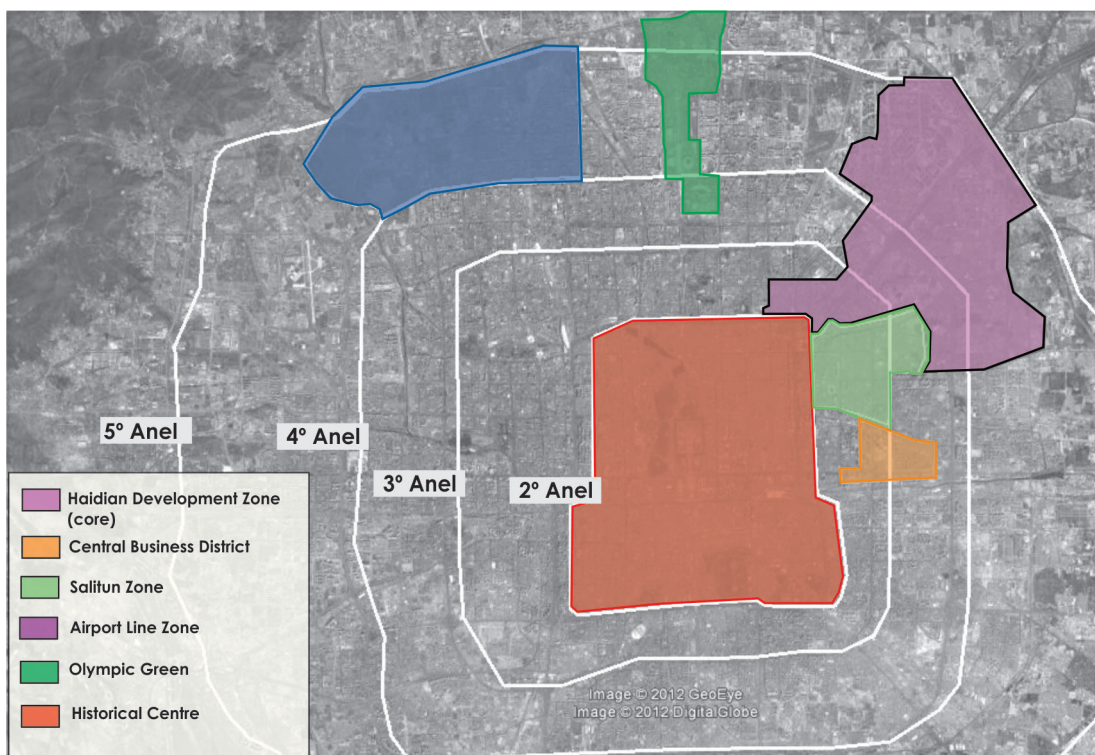 5º Anel
4º Anel
3º Anel
2º Anel
Haidian Development Zone
(core)
Central Business District
Salitun Zone
Airport Line Zone
Olympic Green
Historical Centre
Image © 2012 GeoEye
Image © 2012 DigitalGlobe